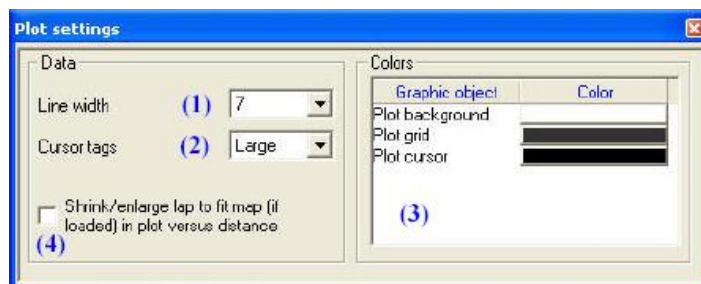 Plot settings
Data
Line width (1) 7
Cursor tags (2) Large
Shrink/enlarge lap to fit map (if
loaded) in plot versus distance
(4)
Colors
Graphic object Color
Plot background
Plot grid
Plot cursor
(3)